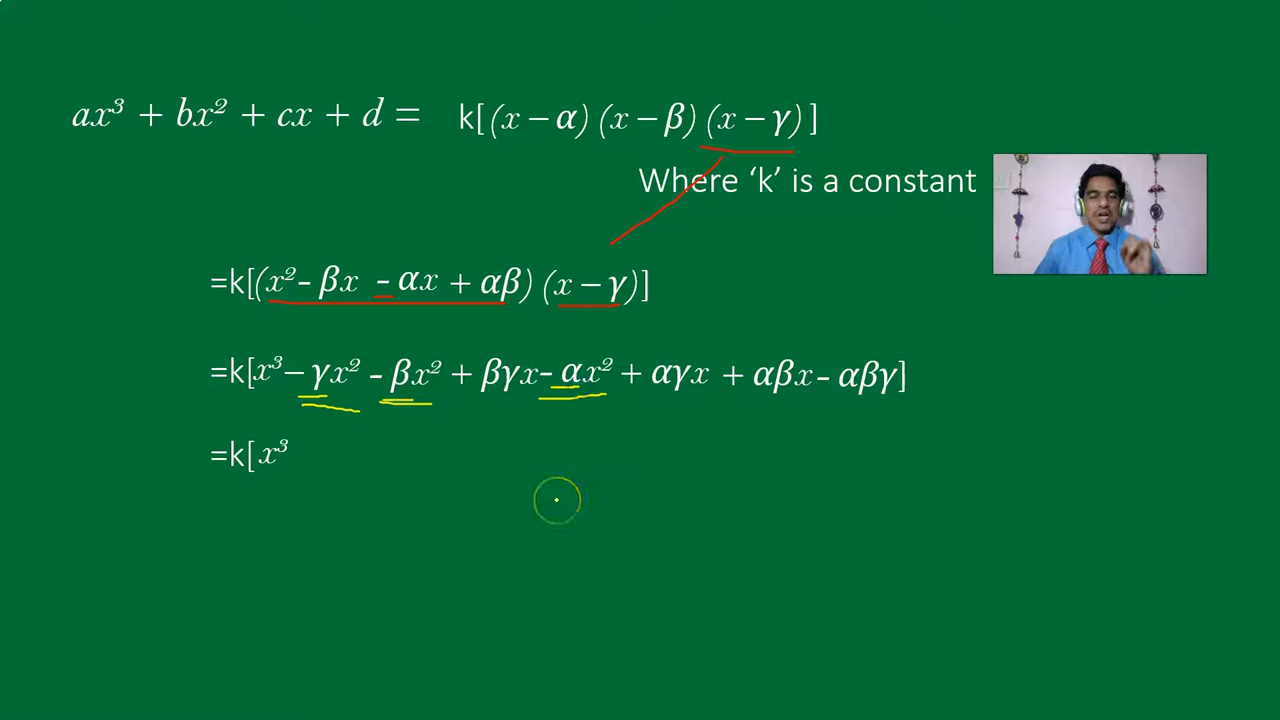 ax³ + bx² + cx + d = k[(x − α)(x − β)(x − γ)]
Where ‘k’ is a constant
=k[(x²- βx - αx + αβ)(x − γ)]
=k[x³− γx² - βx² + βγx- αx² + αγx + αβx- αβγ]
=k[x³